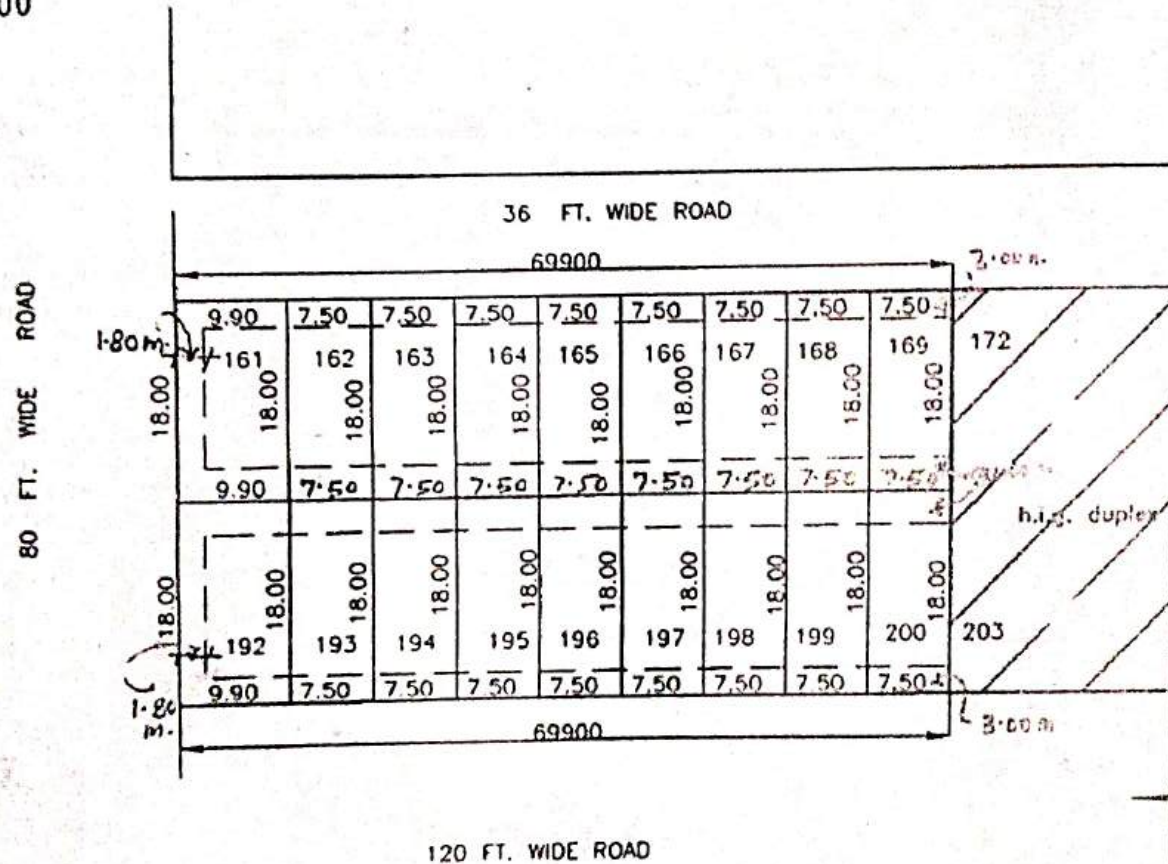 00
36 FT. WIDE ROAD
69900
3.00 m.
9.90 7.50 7.50 7.50 7.50 7.50 7.50 7.50 7.50
1.80 m.
161 162 163 164 165 166 167 168 169 172
18.00 18.00 18.00 18.00 18.00 18.00 18.00 18.00 18.00 18.00
80 FT. WIDE ROAD
9.90 7.50 7.50 7.50 7.50 7.50 7.50 7.50 7.50
h.i.g. duplex
18.00 18.00 18.00 18.00 18.00 18.00 18.00 18.00 18.00 18.00
192 193 194 195 196 197 198 199 200 203
9.90 7.50 7.50 7.50 7.50 7.50 7.50 7.50 7.50
1.80
m.
3.00 m
69900
120 FT. WIDE ROAD